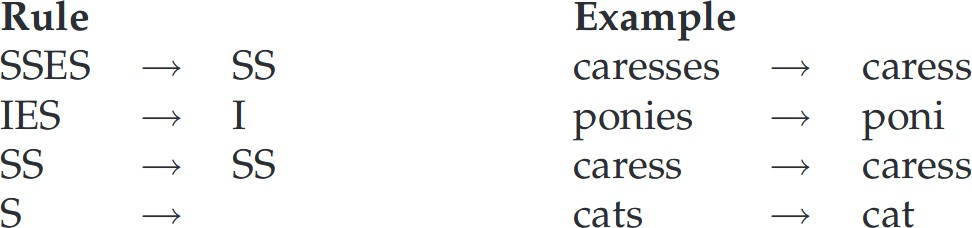 Rule Example
SSES → SS caresses → caress
IES → I ponies → poni
SS → SS caress → caress
S → cats → cat